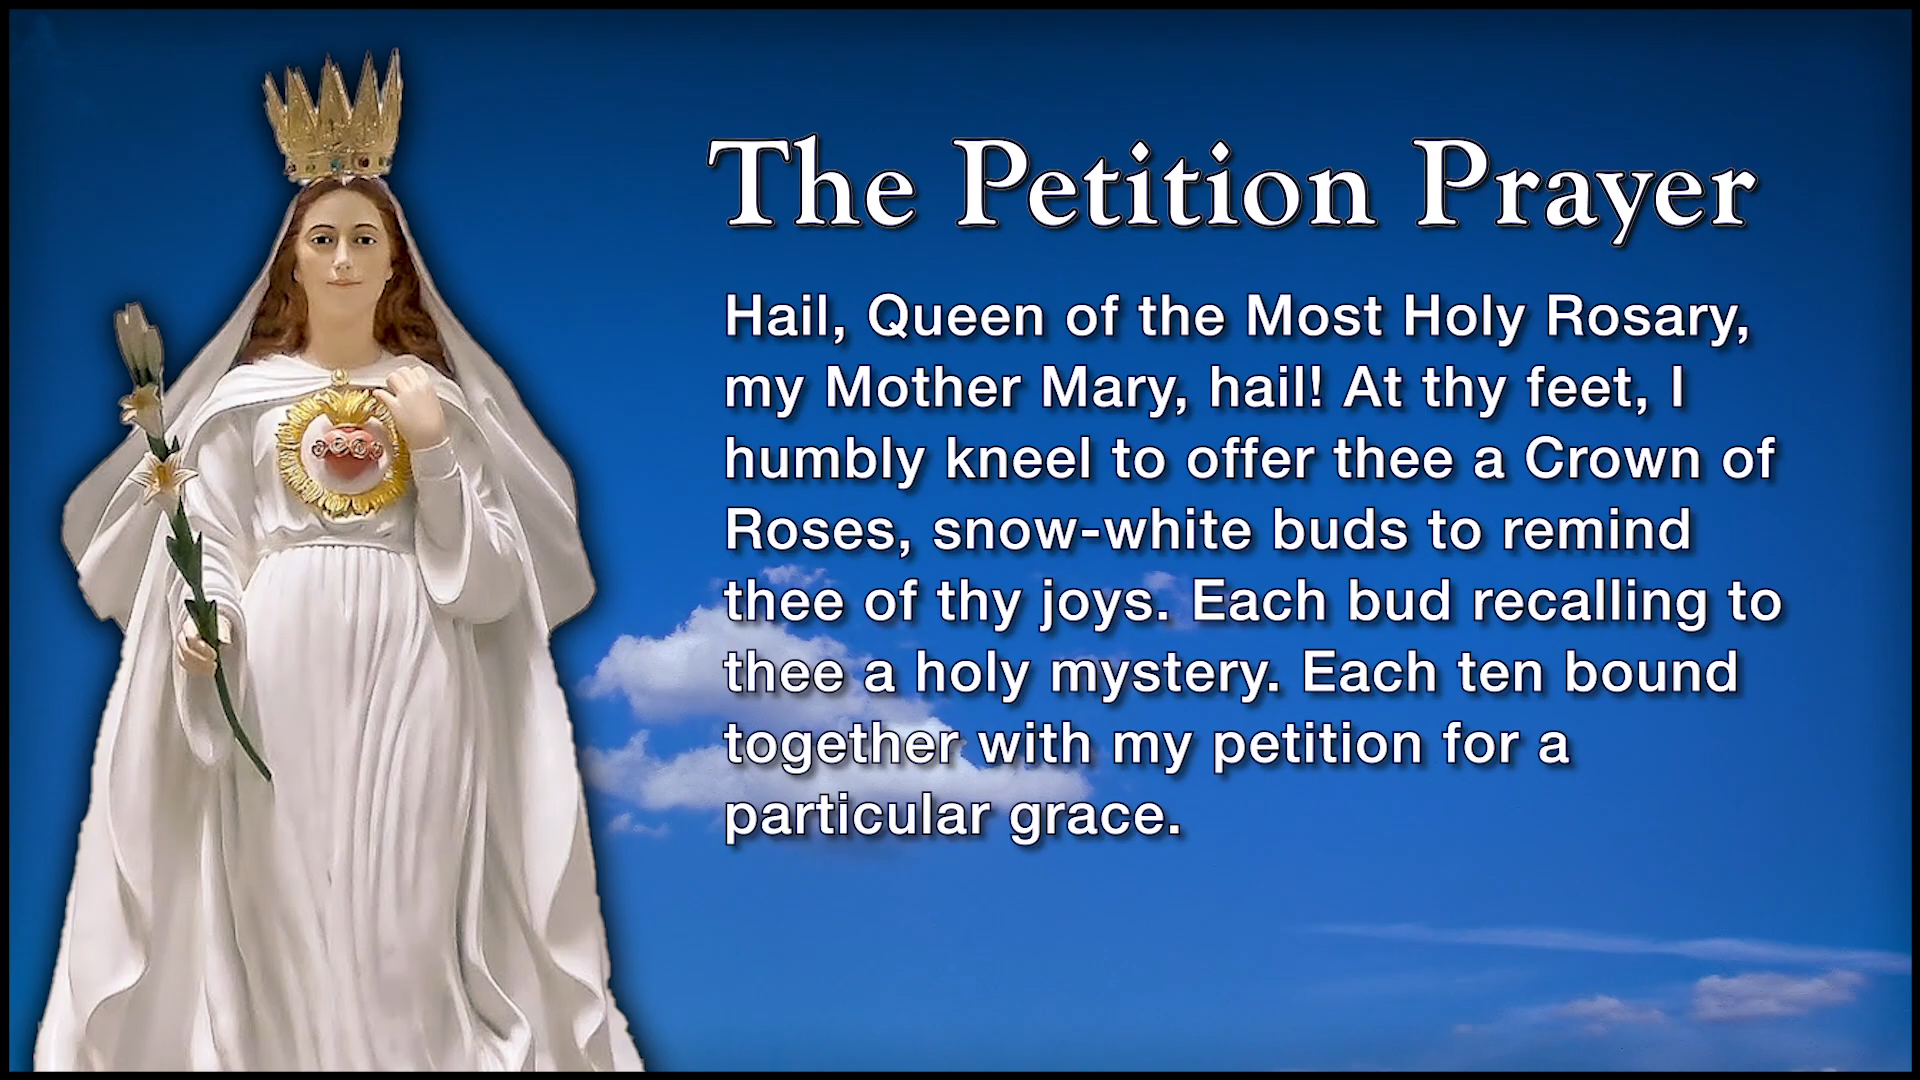 The Petition Prayer
Hail, Queen of the Most Holy Rosary,
my Mother Mary, hail! At thy feet, I
humbly kneel to offer thee a Crown of
Roses, snow-white buds to remind
thee of thy joys. Each bud recalling to
thee a holy mystery. Each ten bound
together with my petition for a
particular grace.